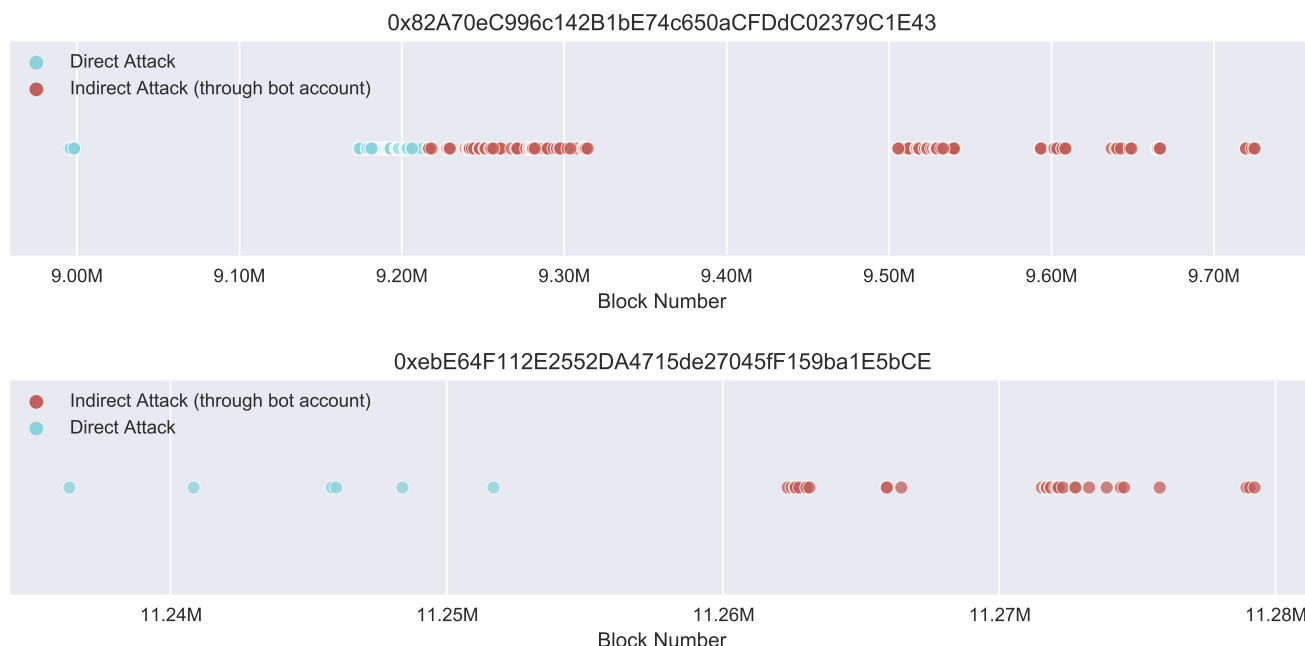 0x82A70eC996c142B1bE74c650aCFDdC02379C1E43
Direct Attack
Indirect Attack (through bot account)
9.00M 9.10M 9.20M 9.30M 9.40M 9.50M 9.60M 9.70M
Block Number
0xebE64F112E2552DA4715de27045fF159ba1E5bCE
Indirect Attack (through bot account)
Direct Attack
11.24M 11.25M 11.26M 11.27M 11.28M
Block Number